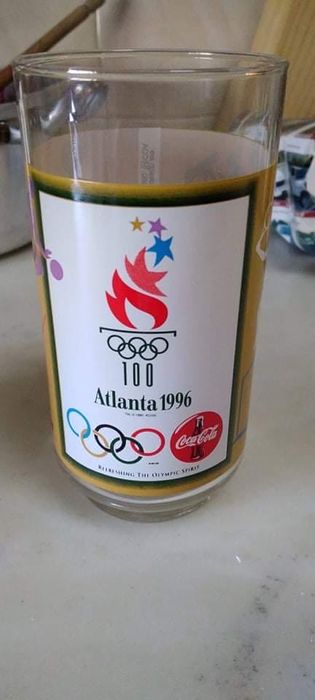 100
Atlanta 1996
Coca-Cola
REFRESHING THE OLYMPIC SPIRIT